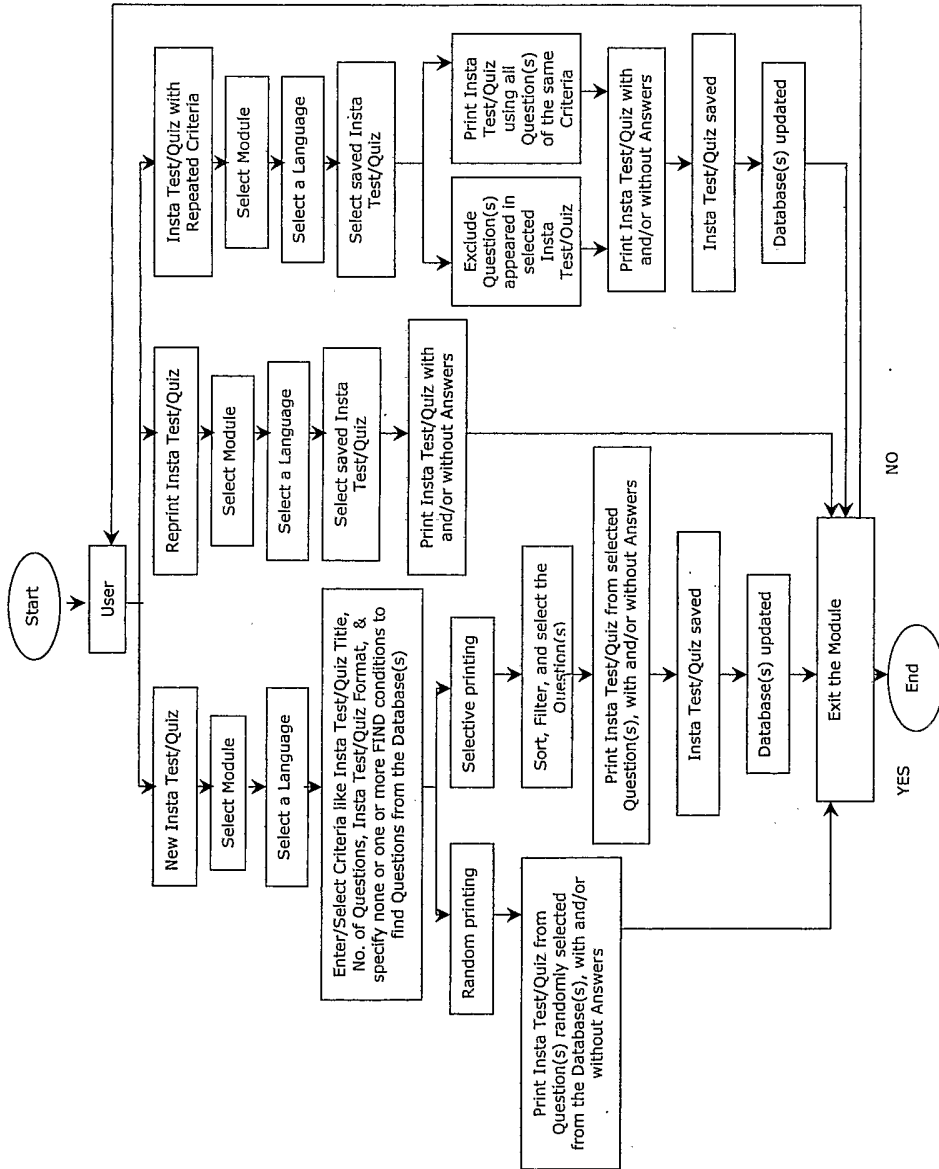 Start
User
New Insta Test/Quiz
Select Module
Select a Language
Enter/Select Criteria like Insta Test/Quiz Title,
No. of Questions, Insta Test/Quiz Format, &
specify none or one or more FIND conditions to
find Questions from the Database(s)
Random printing
Print Insta Test/Quiz from
Question(s) randomly selected
from the Database(s), with and/or
without Answers
Selective printing
Sort, Filter, and select the
Question(s)
Print Insta Test/Quiz from selected
Question(s), with and/or without Answers
Insta Test/Quiz saved
Database(s) updated
Reprint Insta Test/Quiz
Select Module
Select a Language
Select saved Insta
Test/Quiz
Print Insta Test/Quiz with
and/or without Answers
Insta Test/Quiz with
Repeated Criteria
Select Module
Select a Language
Select saved Insta
Test/Quiz
Exclude
Question(s)
appeared in
selected
Insta
Test/Quiz
Print Insta
Test/Quiz
using all
Question(s)
of the same
Criteria
Print Insta Test/Quiz with
and/or without Answers
Insta Test/Quiz saved
Database(s) updated
Exit the Module
YES
NO
End